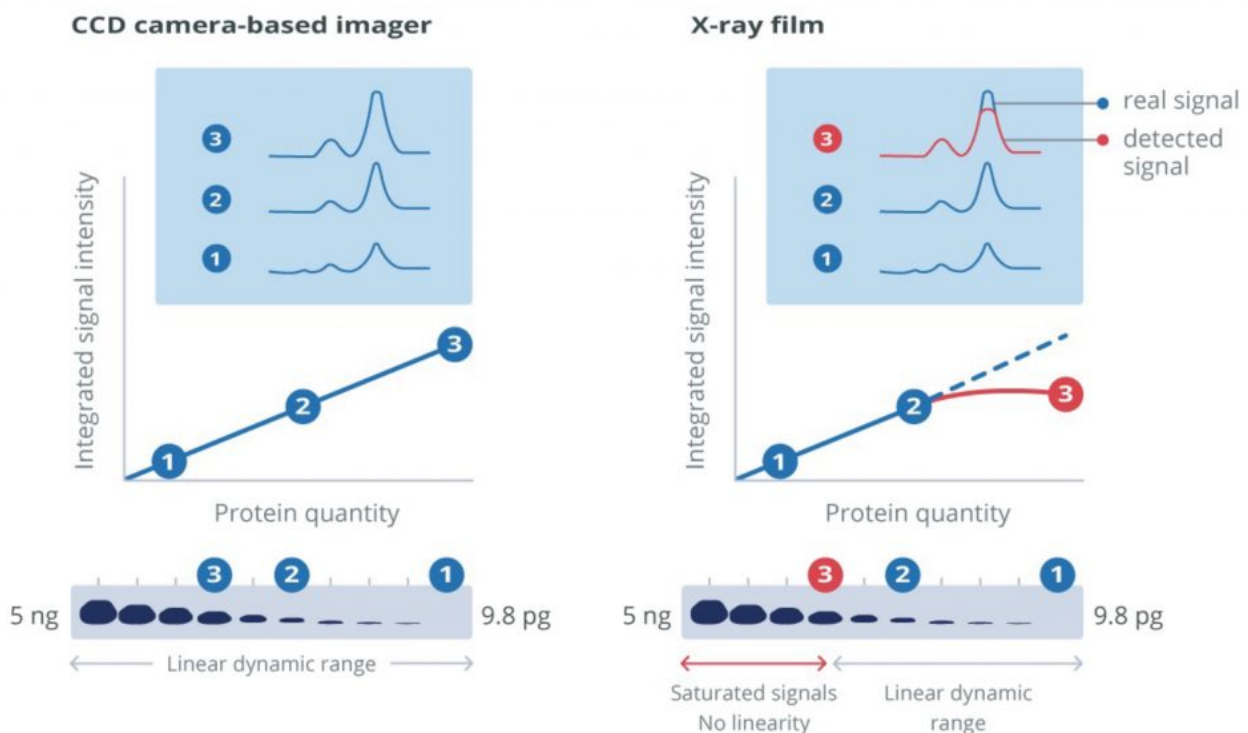 CCD camera-based imager
3
2
1
Integrated signal intensity
1
2
3
Protein quantity
3
2
1
5 ng
9.8 pg
Linear dynamic range
X-ray film
real signal
detected
signal
3
2
1
Integrated signal intensity
1
2
3
Protein quantity
3
2
1
5 ng
9.8 pg
Saturated signals
No linearity
Linear dynamic
range